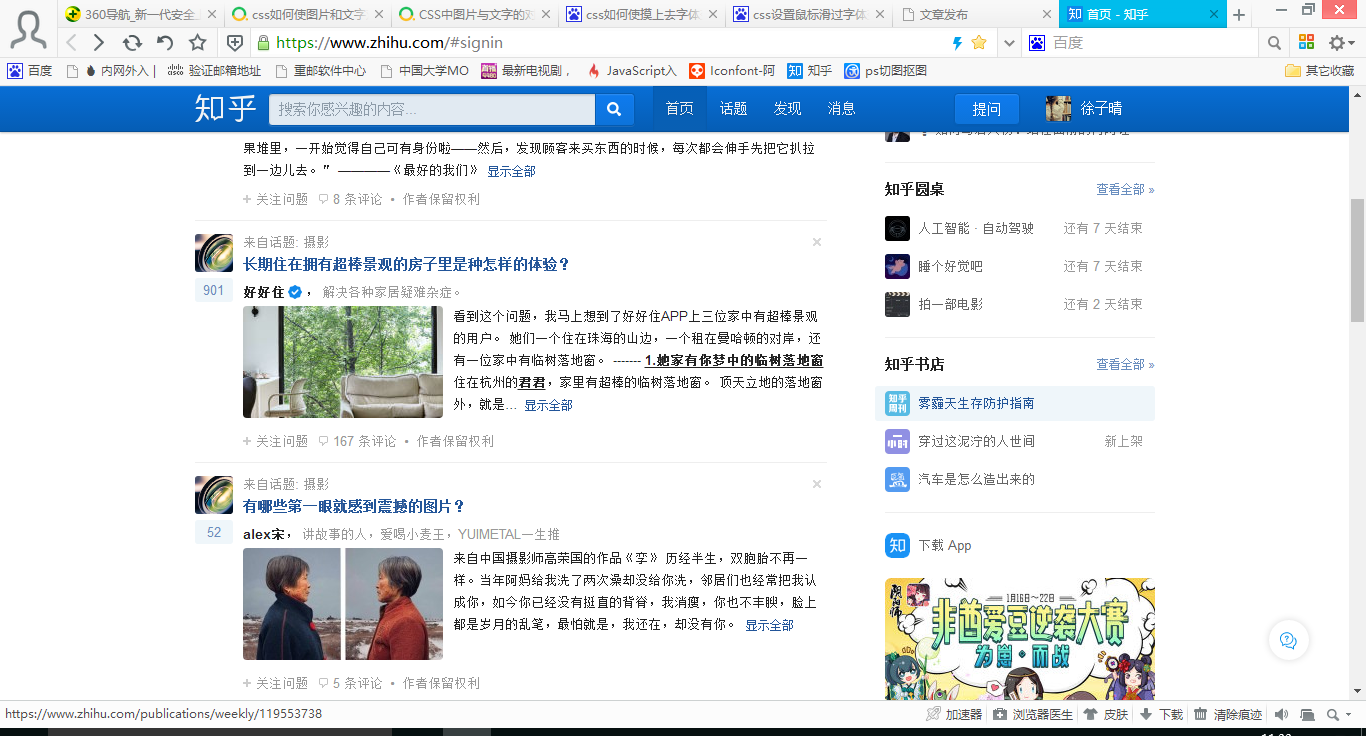 360导航_新一代安全上
css如何使图片和文字
CSS中图片与文字的对
css如何使摸上去字体
css设置鼠标滑过字体
文章发布
首页 - 知乎
https://www.zhihu.com/#signin
百度
百度
内网外入 |
验证邮箱地址
重邮软件中心
中国大学MO
最新电视剧，
JavaScript入
Iconfont-阿
知乎
ps切图抠图
其它收藏
知乎
搜索你感兴趣的内容...
首页
话题
发现
消息
提问
徐子晴
果堆里，一开始觉得自己可有身份啦——然后，发现顾客来买东西的时候，每次都会伸手先把它扒拉
到一边儿去。” ————《最好的我们》 显示全部
关注问题 8 条评论 • 作者保留权利
来自话题: 摄影
长期住在拥有超棒景观的房子里是种怎样的体验？
901
好好住 ， 解决各种家居疑难杂症。
看到这个问题，我马上想到了好好住APP上三位家中有超棒景观
的用户。 她们一个住在珠海的山边，一个租在曼哈顿的对岸，还
有一位家中有临树落地窗。 ------- 1.她家有你梦中的临树落地窗
住在杭州的君君，家里有超棒的临树落地窗。 顶天立地的落地窗
外，就是… 显示全部
关注问题 167 条评论 • 作者保留权利
来自话题: 摄影
有哪些第一眼就感到震撼的图片？
52
alex宋， 讲故事的人，爱喝小麦王，YUIMETAL一生推
来自中国摄影师高荣国的作品《孪》 历经半生，双胞胎不再一
样。当年阿妈给我洗了两次澡却没给你洗，邻居们也经常把我认
成你，如今你已经没有挺直的背脊，我消瘦，你也不丰腴，脸上
都是岁月的乱笔，最怕就是，我还在，却没有你。 显示全部
关注问题 5 条评论 • 作者保留权利
知乎圆桌
查看全部 »
人工智能 · 自动驾驶
还有 7 天结束
睡个好觉吧
还有 7 天结束
拍一部电影
还有 2 天结束
知乎书店
查看全部 »
知乎
周刊
雾霾天生存防护指南
穿过这泥泞的人世间
新上架
汽车是怎么造出来的
知
下载 App
阴阳师
1月16日～22日
非酋爱豆逆袭大赛
为崽·而战
https://www.zhihu.com/publications/weekly/119553738
加速器
浏览器医生
皮肤
下载
清除痕迹